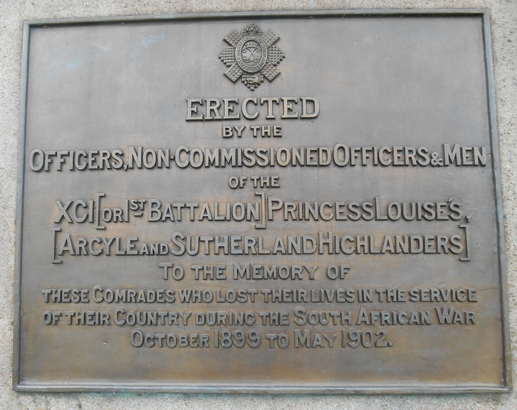 ERECTED
BY THE
OFFICERS, NON-COMMISSIONED OFFICERS & MEN
OF THE
XCI [OR 1ST BATTALION] PRINCESS LOUISE'S,
[ARGYLE AND SUTHERLAND HIGHLANDERS]
TO THE MEMORY OF
THESE COMRADES WHO LOST THEIR LIVES IN THE SERVICE
OF THEIR COUNTRY DURING THE SOUTH AFRICAN WAR
OCTOBER 1899 TO MAY 1902.